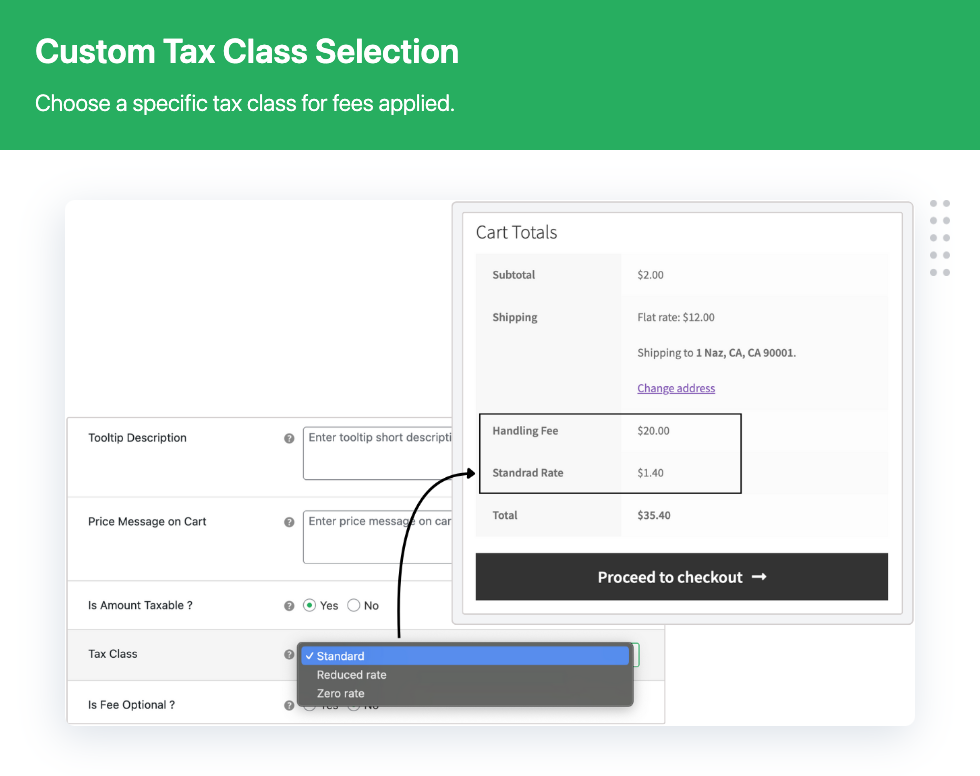 Custom Tax Class Selection
Choose a specific tax class for fees applied.
Cart Totals
Subtotal $2.00
Shipping Flat rate: $12.00
Shipping to 1 Naz, CA, CA 90001.
Change address
Handling Fee $20.00
Standrad Rate $1.40
Total $35.40
Proceed to checkout →
Tooltip Description ? Enter tooltip short descripti
Price Message on Cart ? Enter price message on car
Is Amount Taxable ? ? Yes No
Tax Class ? ✓ Standard
Reduced rate
Zero rate
Is Fee Optional ? ? Yes No